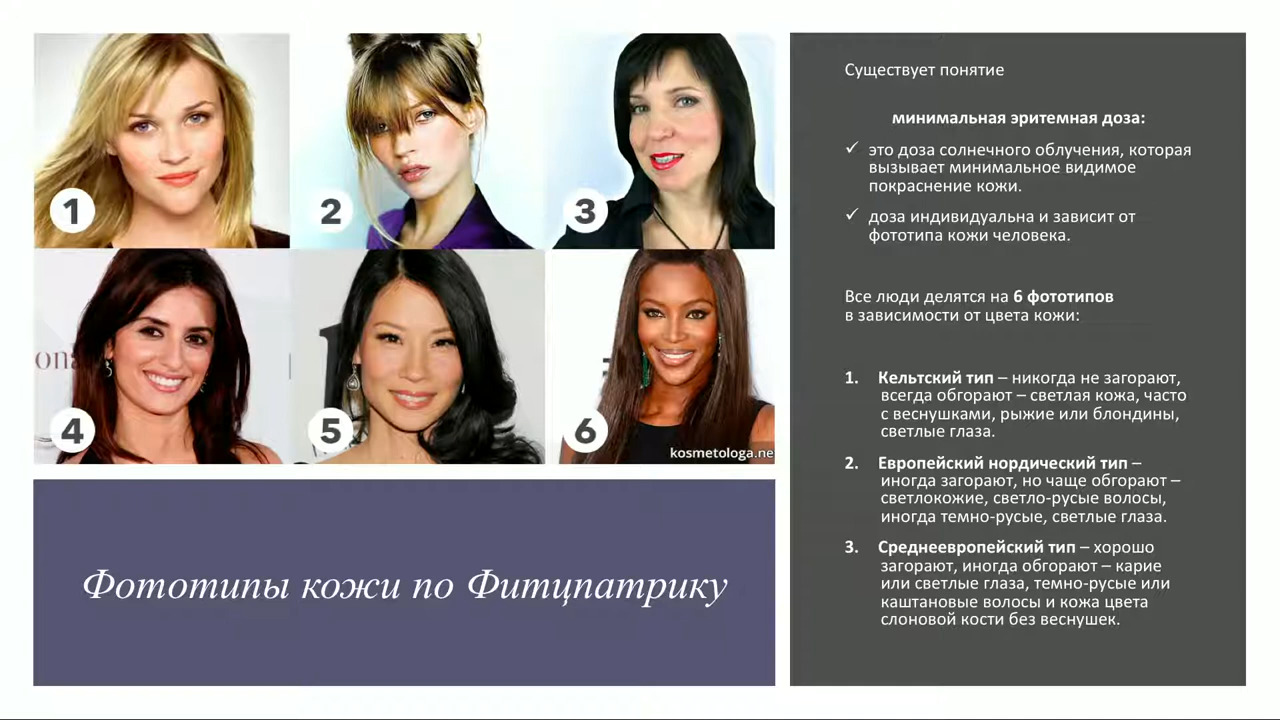 1
2
3
4
5
6
kosmetologa.ne
Фототипы кожи по Фитцпатрику
Существует понятие
минимальная эритемная доза:
✓ это доза солнечного облучения, которая
вызывает минимальное видимое
покраснение кожи.
✓ доза индивидуальна и зависит от
фототипа кожи человека.
Все люди делятся на 6 фототипов
в зависимости от цвета кожи:
1. Кельтский тип – никогда не загорают,
всегда обгорают – светлая кожа, часто
с веснушками, рыжие или блондины,
светлые глаза.
2. Европейский нордический тип –
иногда загорают, но чаще обгорают –
светлокожие, светло-русые волосы,
иногда темно-русые, светлые глаза.
3. Среднеевропейский тип – хорошо
загорают, иногда обгорают – карие
или светлые глаза, темно-русые или
каштановые волосы и кожа цвета
слоновой кости без веснушек.